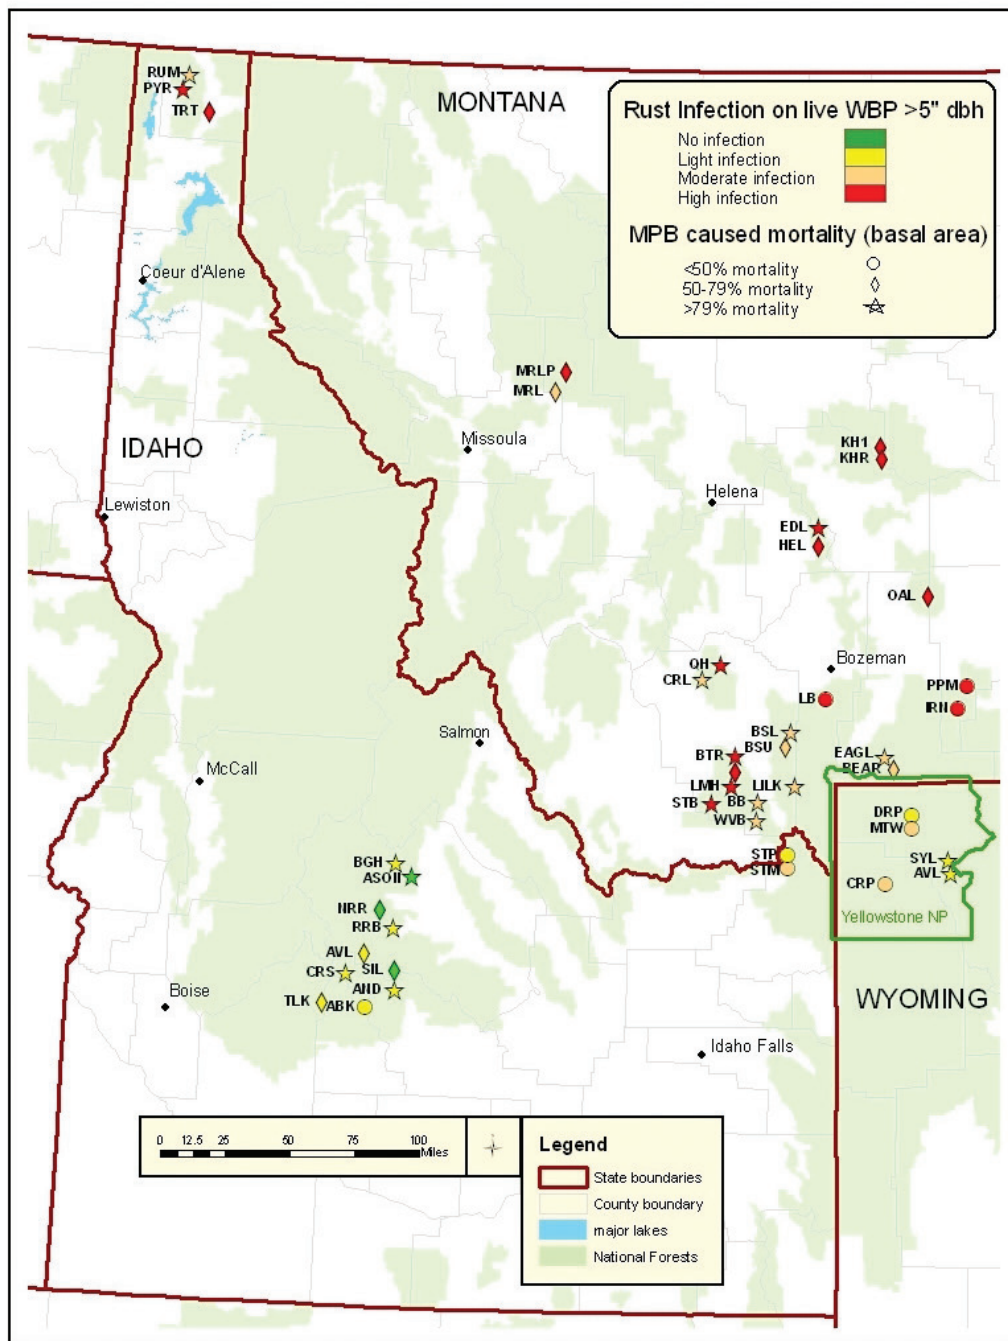 RUM
PYR
TRT
MONTANA
Rust Infection on live WBP >5" dbh
No infection
Light infection
Moderate infection
High infection
MPB caused mortality (basal area)
<50% mortality
50-79% mortality
>79% mortality
Coeur d'Alene
MRLP
MRL
IDAHO
Missoula
KH1
KHR
Helena
Lewiston
EDL
HEL
OAL
QH
CRL
Bozeman
LB
PPM
IRN
Salmon
BSL
BSU
BTR
EAGL
BEAR
McCall
LMH
LILK
STB
BB
WVB
DRP
MTW
STP
STM
SYL
AVL
BGH
CRP
NRR
RRB
Yellowstone NP
AVL
CRS
SIL
AND
TLK
ABK
Boise
WYOMING
Idaho Falls
0 12.5 25 50 75 100
Miles
Legend
State boundaries
County boundary
major lakes
National Forests